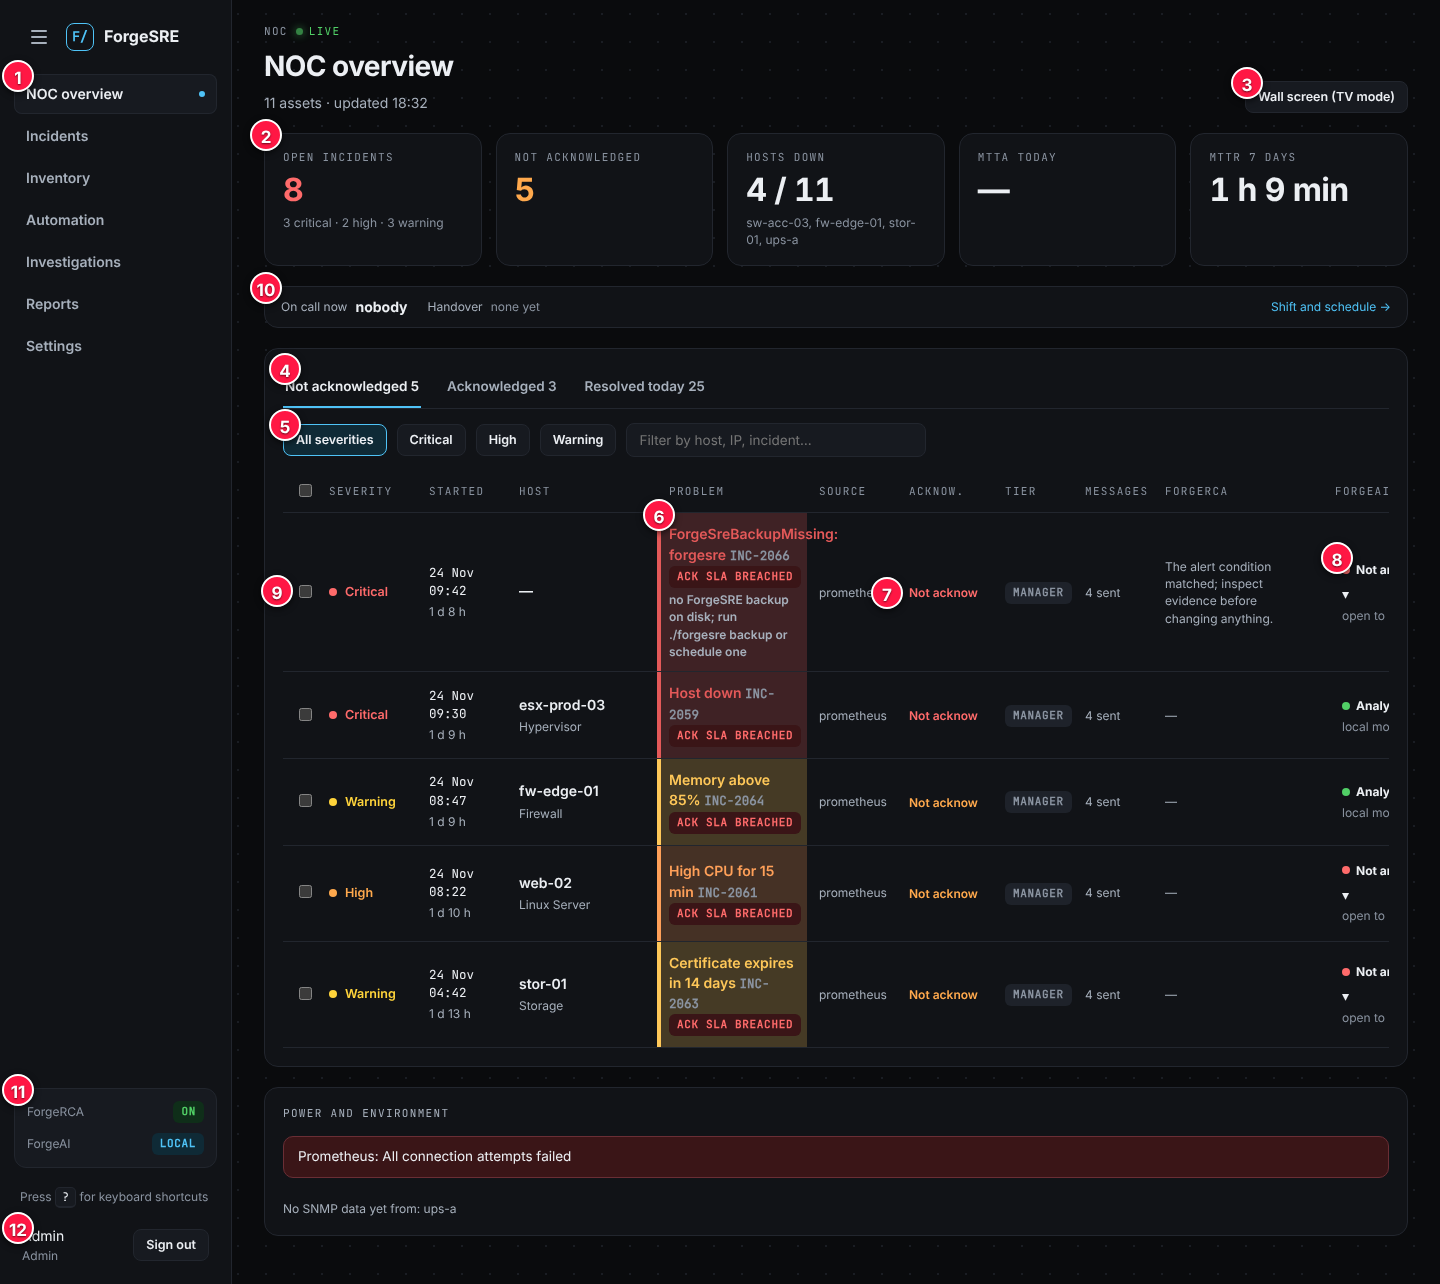 F/ ForgeSRE
1
NOC overview
Incidents
Inventory
Automation
Investigations
Reports
Settings
11
ForgeRCA ON
ForgeAI LOCAL
Press ? for keyboard shortcuts
12
dmin
Admin
Sign out
NOC LIVE
NOC overview
11 assets · updated 18:32
3
Wall screen (TV mode)
2
OPEN INCIDENTS
8
3 critical · 2 high · 3 warning
NOT ACKNOWLEDGED
5
HOSTS DOWN
4 / 11
sw-acc-03, fw-edge-01, stor-
01, ups-a
MTTA TODAY
—
MTTR 7 DAYS
1 h 9 min
10
On call now nobody Handover none yet Shift and schedule →
4
Not acknowledged 5 Acknowledged 3 Resolved today 25
5
All severities Critical High Warning Filter by host, IP, incident...
SEVERITY STARTED HOST PROBLEM SOURCE ACKNOW. TIER MESSAGES FORGERCA FORGEAI
6
9
Critical
24 Nov
09:42
1 d 8 h
—
ForgeSreBackupMissing:
forgesre INC-2066
ACK SLA BREACHED
no ForgeSRE backup
on disk; run
./forgesre backup or
schedule one
promethe
7
Not acknow
MANAGER
4 sent
The alert condition
matched; inspect
evidence before
changing anything.
8
Not ar
▾
open to
Critical
24 Nov
09:30
1 d 9 h
esx-prod-03
Hypervisor
Host down INC-
2059
ACK SLA BREACHED
prometheus
Not acknow
MANAGER
4 sent
—
Analy
local mo
Warning
24 Nov
08:47
1 d 9 h
fw-edge-01
Firewall
Memory above
85% INC-2064
ACK SLA BREACHED
prometheus
Not acknow
MANAGER
4 sent
—
Analy
local mo
High
24 Nov
08:22
1 d 10 h
web-02
Linux Server
High CPU for 15
min INC-2061
ACK SLA BREACHED
prometheus
Not acknow
MANAGER
4 sent
—
Not ar
▾
open to
Warning
24 Nov
04:42
1 d 13 h
stor-01
Storage
Certificate expires
in 14 days INC-
2063
ACK SLA BREACHED
prometheus
Not acknow
MANAGER
4 sent
—
Not ar
▾
open to
POWER AND ENVIRONMENT
Prometheus: All connection attempts failed
No SNMP data yet from: ups-a